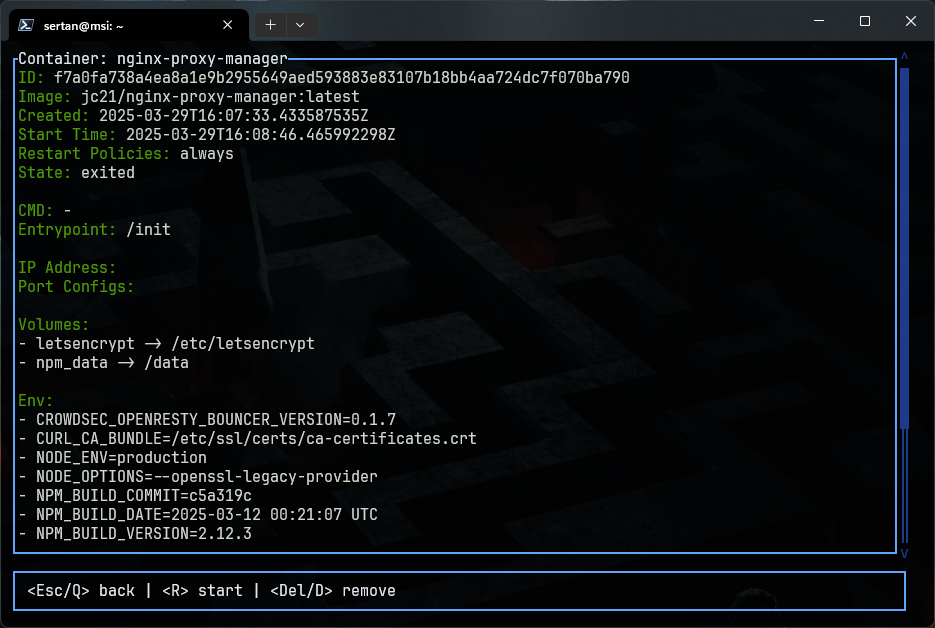 sertan@msi: ~
Container: nginx-proxy-manager
ID: f7a0fa738a4ea8a1e9b2955649aed593883e83107b18bb4aa724dc7f070ba790
Image: jc21/nginx-proxy-manager:latest
Created: 2025-03-29T16:07:33.433587535Z
Start Time: 2025-03-29T16:08:46.465992298Z
Restart Policies: always
State: exited
CMD: -
Entrypoint: /init
IP Address:
Port Configs:
Volumes:
- letsencrypt -> /etc/letsencrypt
- npm_data -> /data
Env:
- CROWDSEC_OPENRESTY_BOUNCER_VERSION=0.1.7
- CURL_CA_BUNDLE=/etc/ssl/certs/ca-certificates.crt
- NODE_ENV=production
- NODE_OPTIONS=--openssl-legacy-provider
- NPM_BUILD_COMMIT=c5a319c
- NPM_BUILD_DATE=2025-03-12 00:21:07 UTC
- NPM_BUILD_VERSION=2.12.3
<Esc/Q> back | <R> start | <Del/D> remove